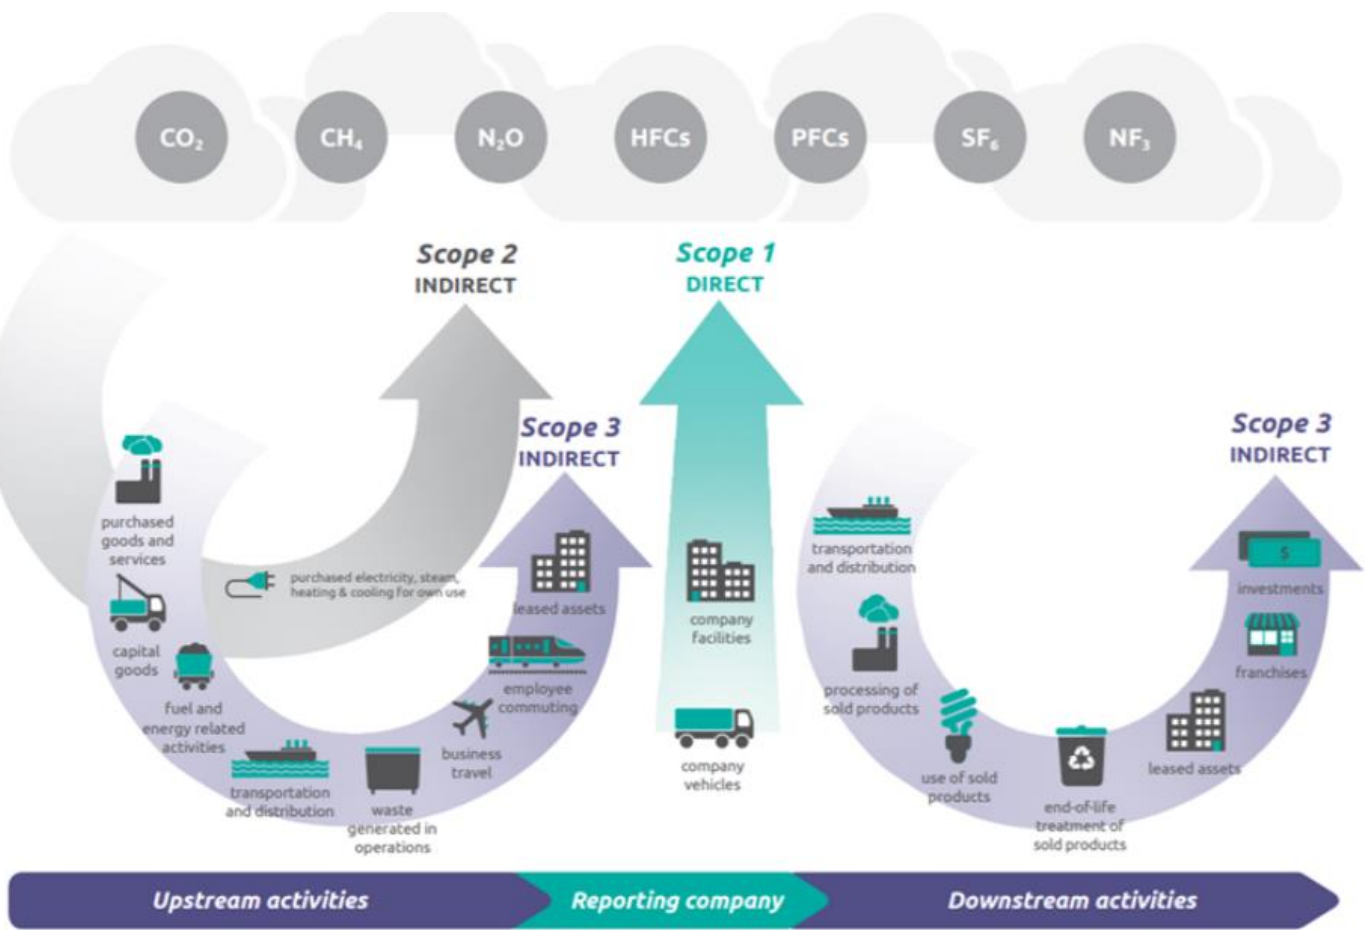 CO₂
CH₄
N₂O
HFCs
PFCs
SF₆
NF₃
Scope 2
INDIRECT
Scope 1
DIRECT
Scope 3
INDIRECT
Scope 3
INDIRECT
purchased
goods and
services
capital
goods
fuel and
energy related
activities
transportation
and distribution
waste
generated in
operations
business
travel
employee
commuting
leased assets
purchased electricity, steam,
heating & cooling for own use
company
facilities
company
vehicles
transportation
and distribution
processing of
sold products
use of sold
products
end-of-life
treatment of
sold products
leased assets
franchises
investments
$
Upstream activities
Reporting company
Downstream activities